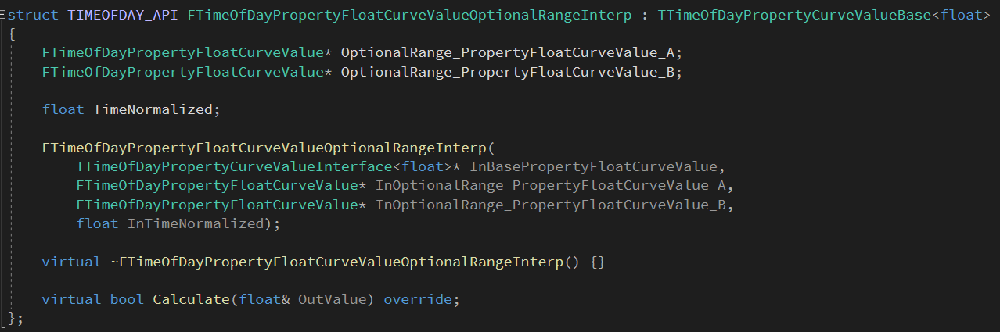 struct TIMEOFDAY_API FTimeOfDayPropertyFloatCurveValueOptionalRangeInterp : TTimeOfDayPropertyCurveValueBase<float>
{
    FTimeOfDayPropertyFloatCurveValue* OptionalRange_PropertyFloatCurveValue_A;
    FTimeOfDayPropertyFloatCurveValue* OptionalRange_PropertyFloatCurveValue_B;

    float TimeNormalized;

    FTimeOfDayPropertyFloatCurveValueOptionalRangeInterp(
        TTimeOfDayPropertyCurveValueInterface<float>* InBasePropertyFloatCurveValue,
        FTimeOfDayPropertyFloatCurveValue* InOptionalRange_PropertyFloatCurveValue_A,
        FTimeOfDayPropertyFloatCurveValue* InOptionalRange_PropertyFloatCurveValue_B,
        float InTimeNormalized);

    virtual ~FTimeOfDayPropertyFloatCurveValueOptionalRangeInterp() {}

    virtual bool Calculate(float& OutValue) override;
};